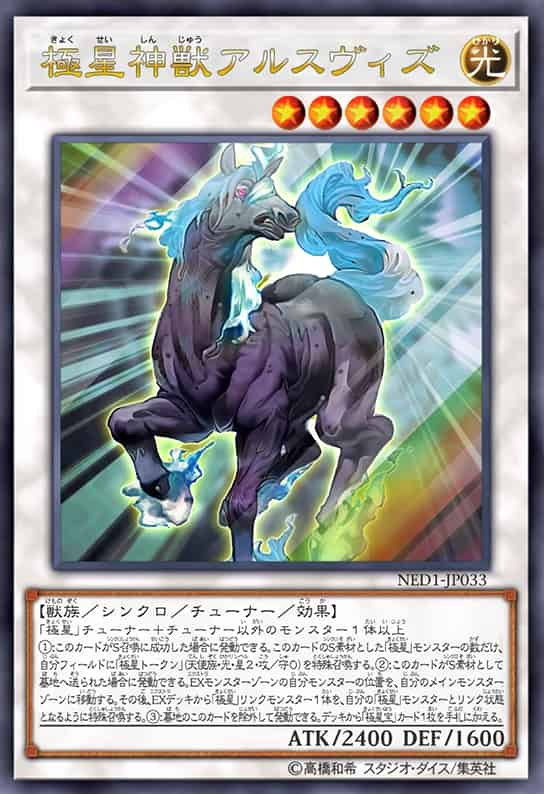 極星神獣アルスヴィズ
光
NED1-JP033
【獣族／シンクロ／チューナー／効果】
「極星」チューナー＋チューナー以外のモンスター１体以上
①:このカードがS召喚に成功した場合に発動できる。このカードのS素材とした「極星」モンスターの数だけ、
自分フィールドに「極星トークン」（天使族・光・星２・攻／守０）を特殊召喚する。②:このカードがS素材として
墓地へ送られた場合に発動できる。EXモンスターゾーンの自分モンスターの位置を、自分のメインモンスター
ゾーンに移動する。その後、EXデッキから「極星」リンクモンスター１体を、自分の「極星」モンスターとリンク状態
となるように特殊召喚する。③:墓地のこのカードを除外して発動できる。デッキから「極星宝」カード１枚を手札に加える。
ATK/2400 DEF/1600
©高橋和希 スタジオ・ダイス/集英社